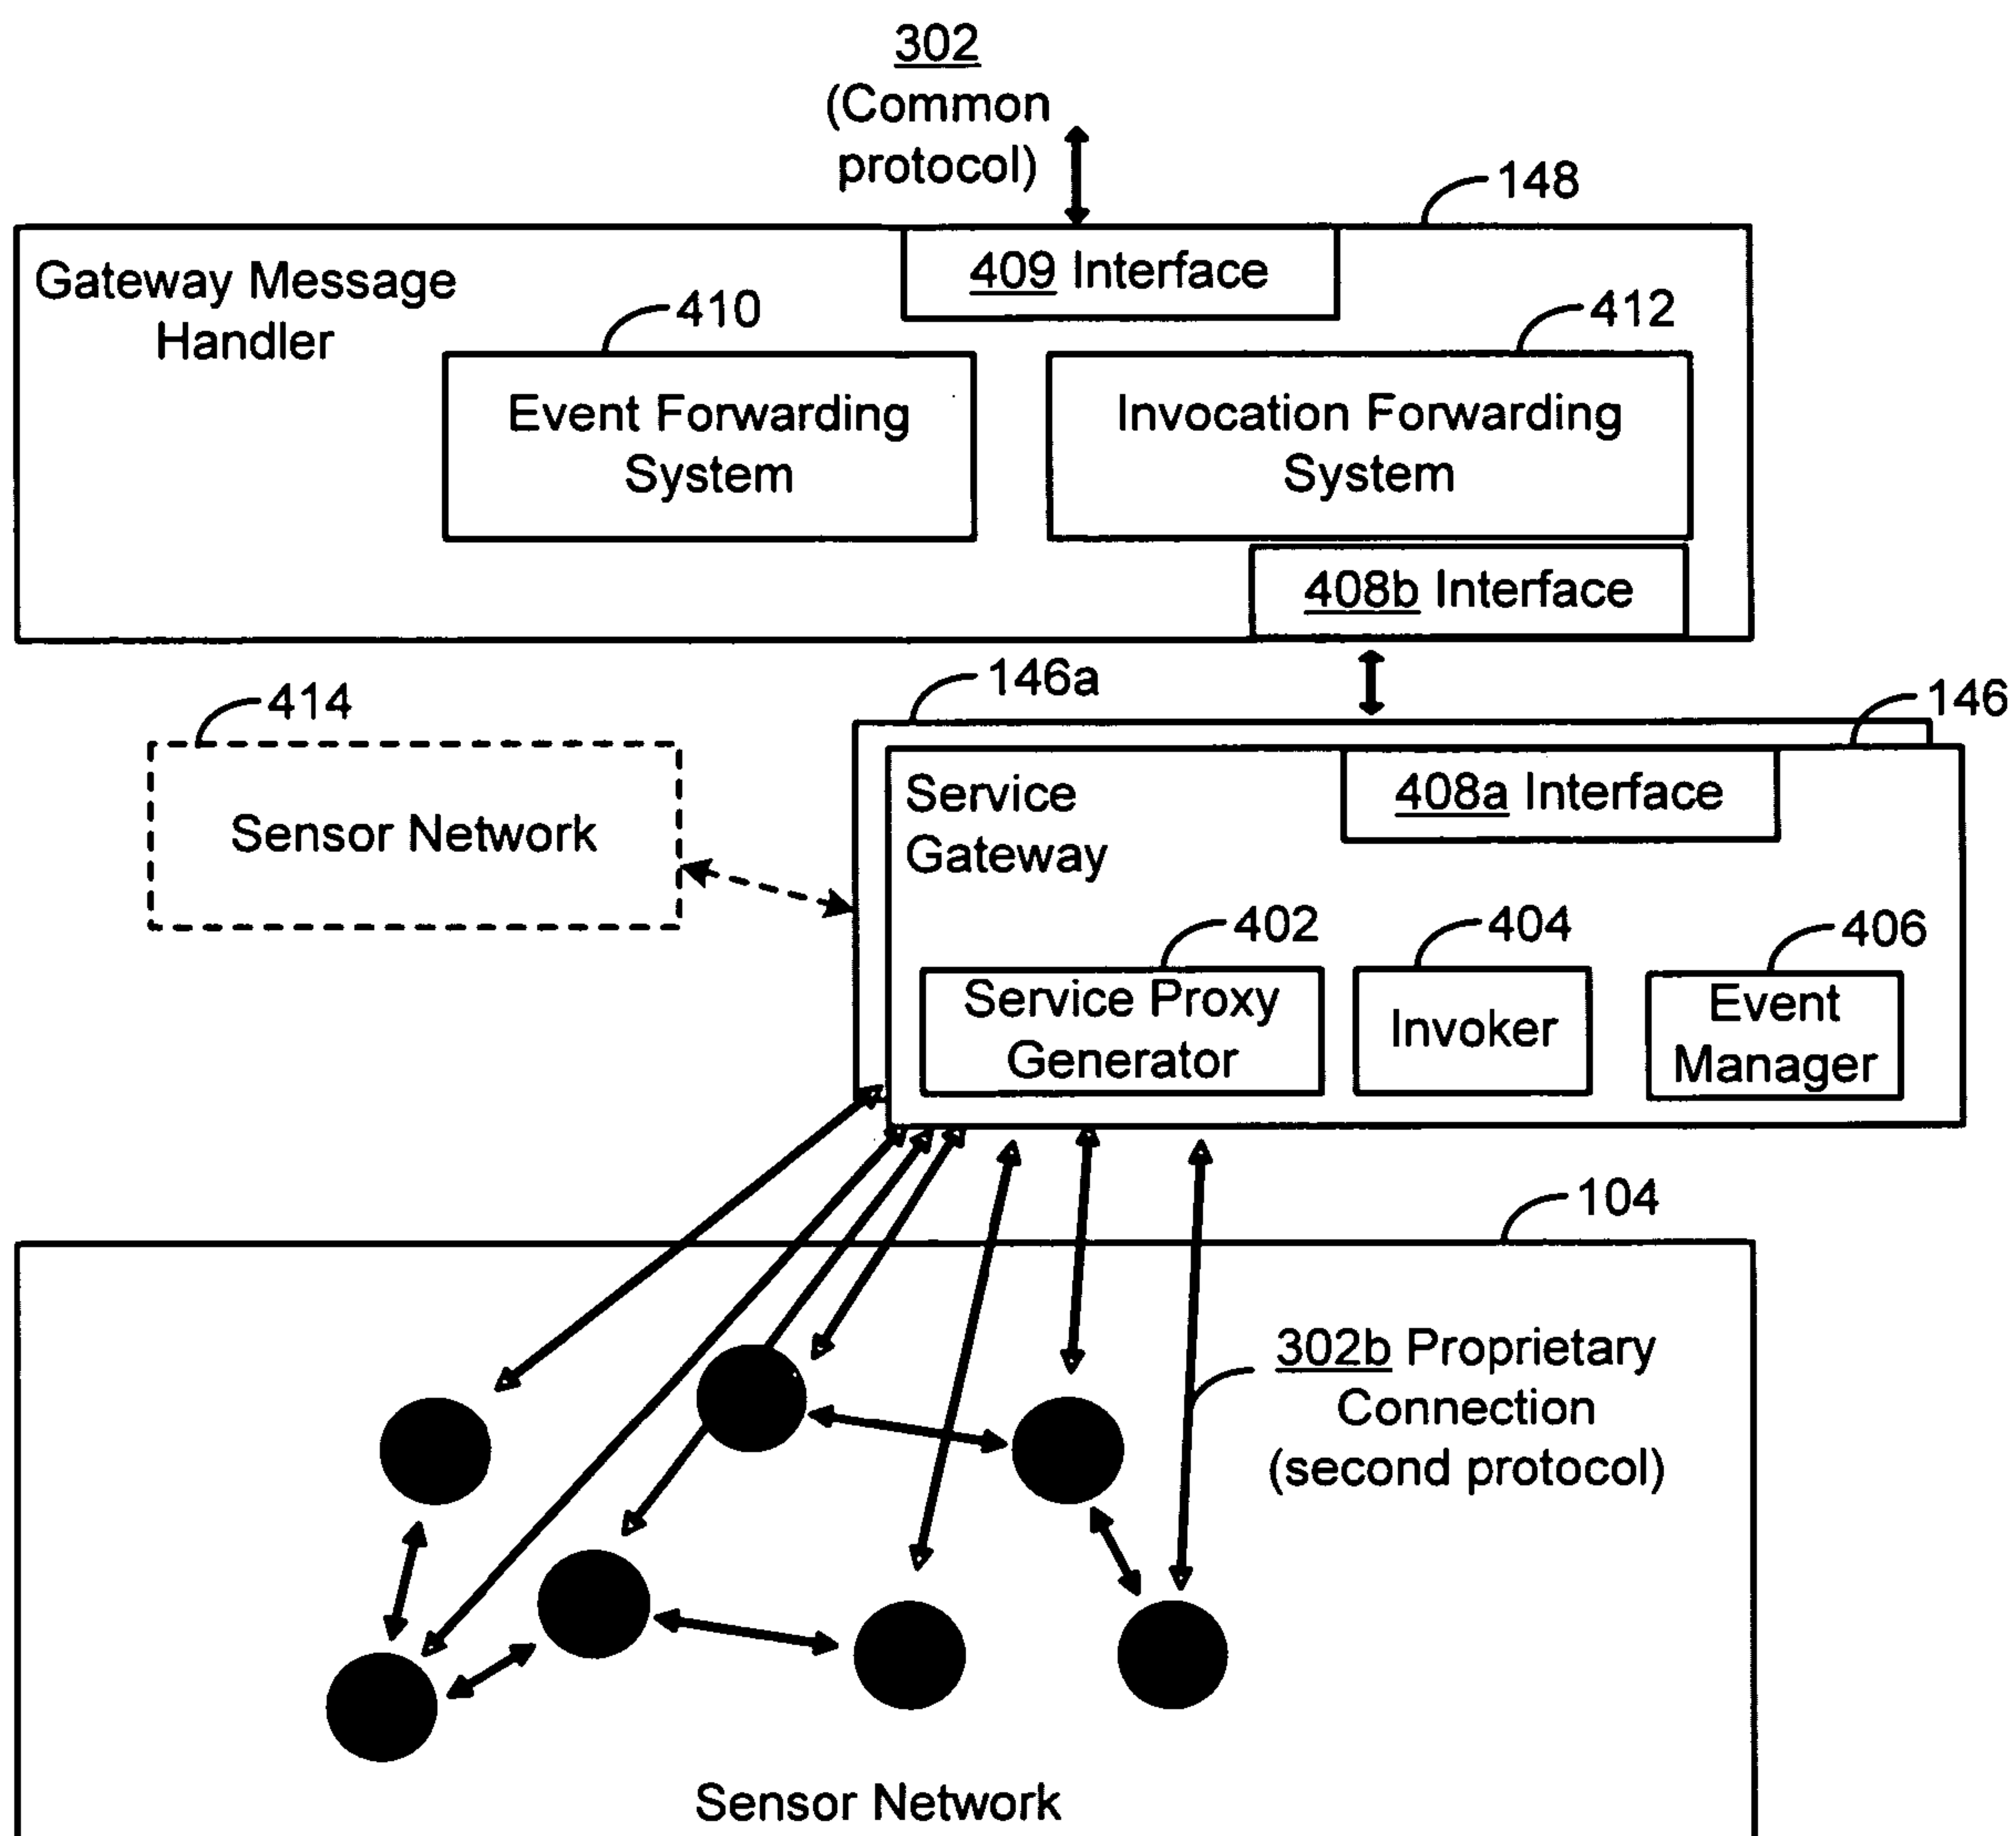 302
(Common
protocol)
148
Gateway Message
Handler
409 Interface
410
412
Event Forwarding
System
Invocation Forwarding
System
408b Interface
414
146a
146
Sensor Network
Service
Gateway
408a Interface
402
404
406
Service Proxy
Generator
Invoker
Event
Manager
104
302b Proprietary
Connection
(second protocol)
Sensor Network